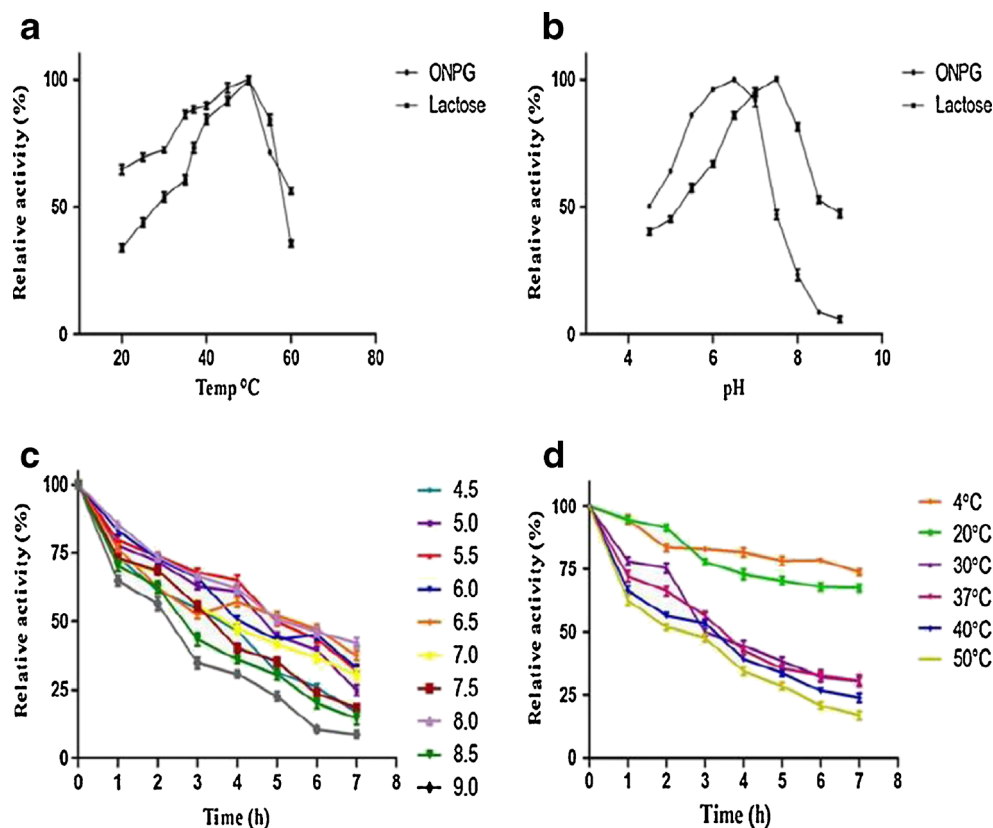 a
Relative activity (%)
100
50
0
20
40
60
80
Temp ºC
ONPG
Lactose
b
Relative activity (%)
100
50
0
4
6
8
10
pH
ONPG
Lactose
c
Relative activity (%)
100
75
50
25
0
0 1 2 3 4 5 6 7 8
Time (h)
4.5
5.0
5.5
6.0
6.5
7.0
7.5
8.0
8.5
9.0
d
Relative activity (%)
100
75
50
25
0
0 1 2 3 4 5 6 7 8
Time (h)
4°C
20°C
30°C
37°C
40°C
50°C